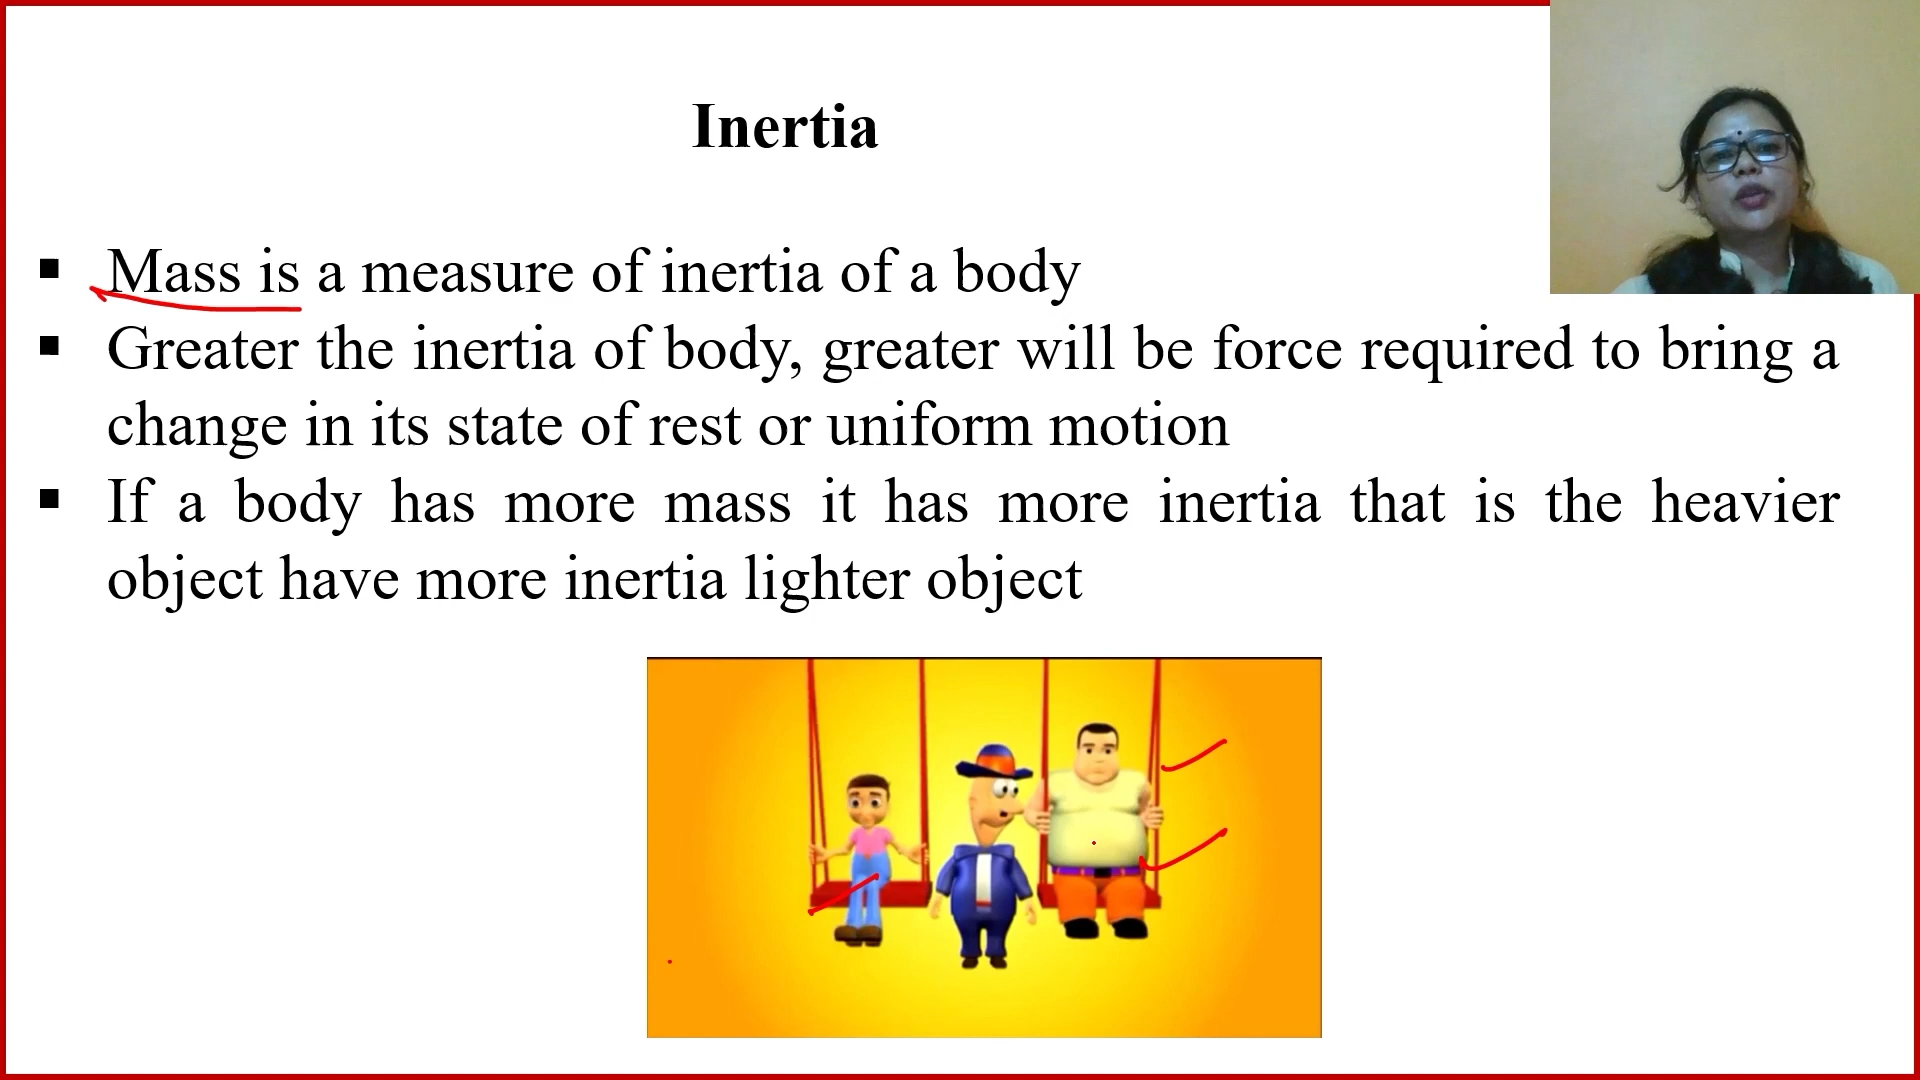 Inertia
▪ Mass is a measure of inertia of a body
▪ Greater the inertia of body, greater will be force required to bring a
change in its state of rest or uniform motion
▪ If a body has more mass it has more inertia that is the heavier
object have more inertia lighter object